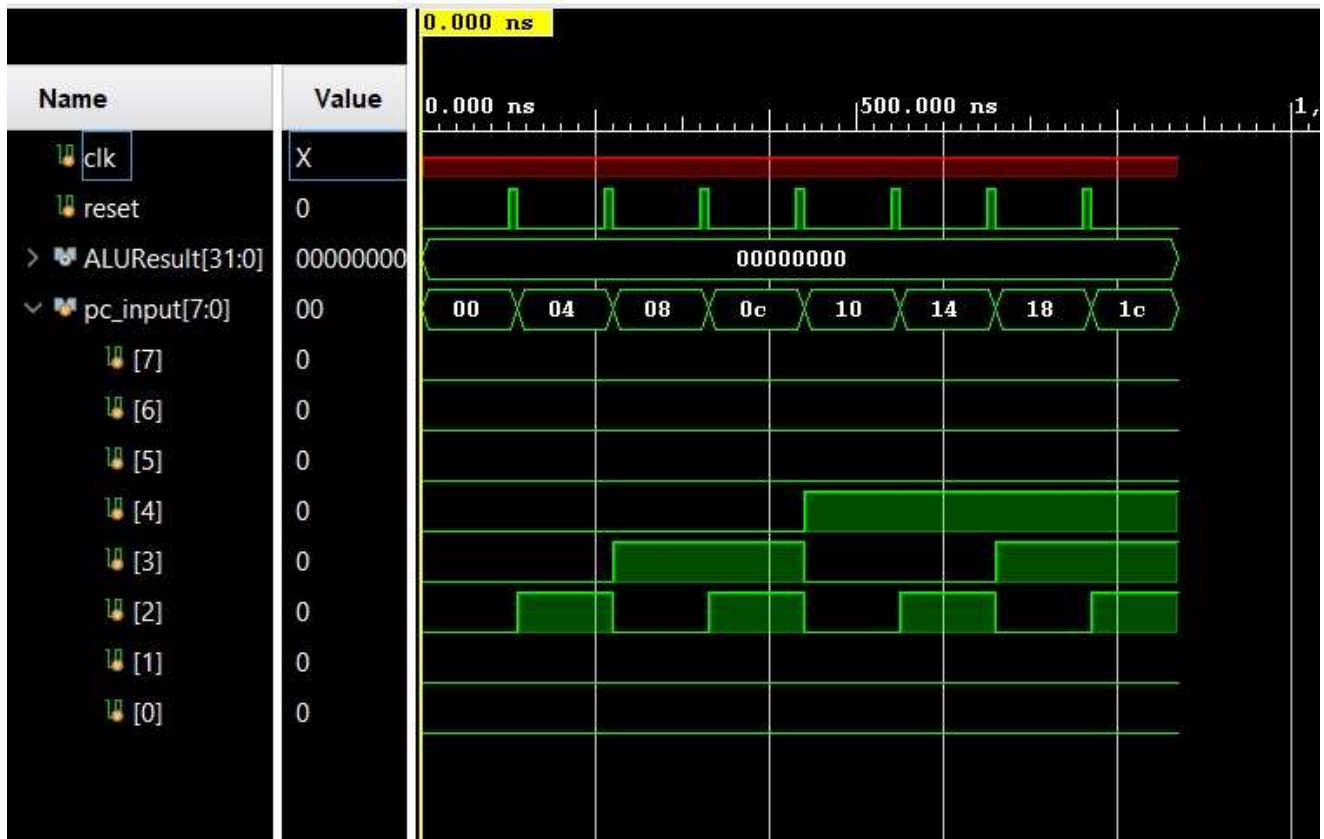 0.000 ns
Name Value 0.000 ns 500.000 ns 1,
clk X
reset 0
ALUResult[31:0] 00000000 00000000
pc_input[7:0] 00 00 04 08 0c 10 14 18 1c
[7] 0
[6] 0
[5] 0
[4] 0
[3] 0
[2] 0
[1] 0
[0] 0